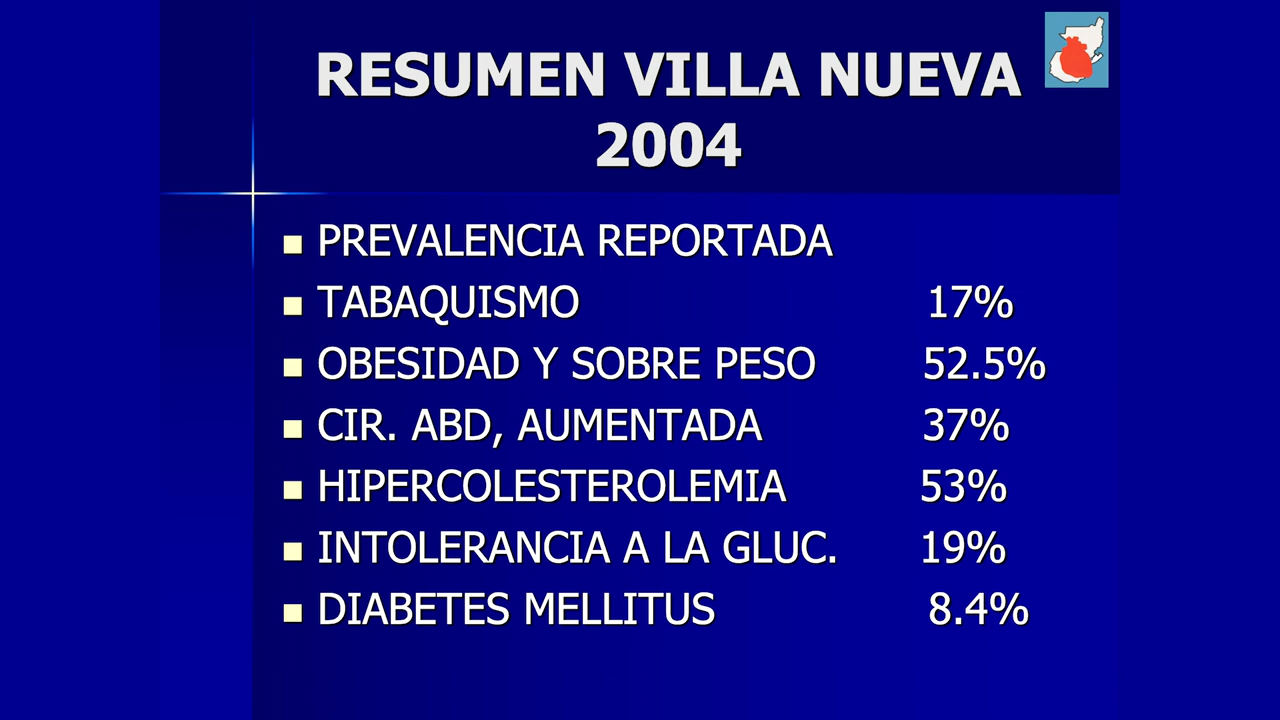 RESUMEN VILLA NUEVA
2004
PREVALENCIA REPORTADA
TABAQUISMO 17%
OBESIDAD Y SOBRE PESO 52.5%
CIR. ABD, AUMENTADA 37%
HIPERCOLESTEROLEMIA 53%
INTOLERANCIA A LA GLUC. 19%
DIABETES MELLITUS 8.4%